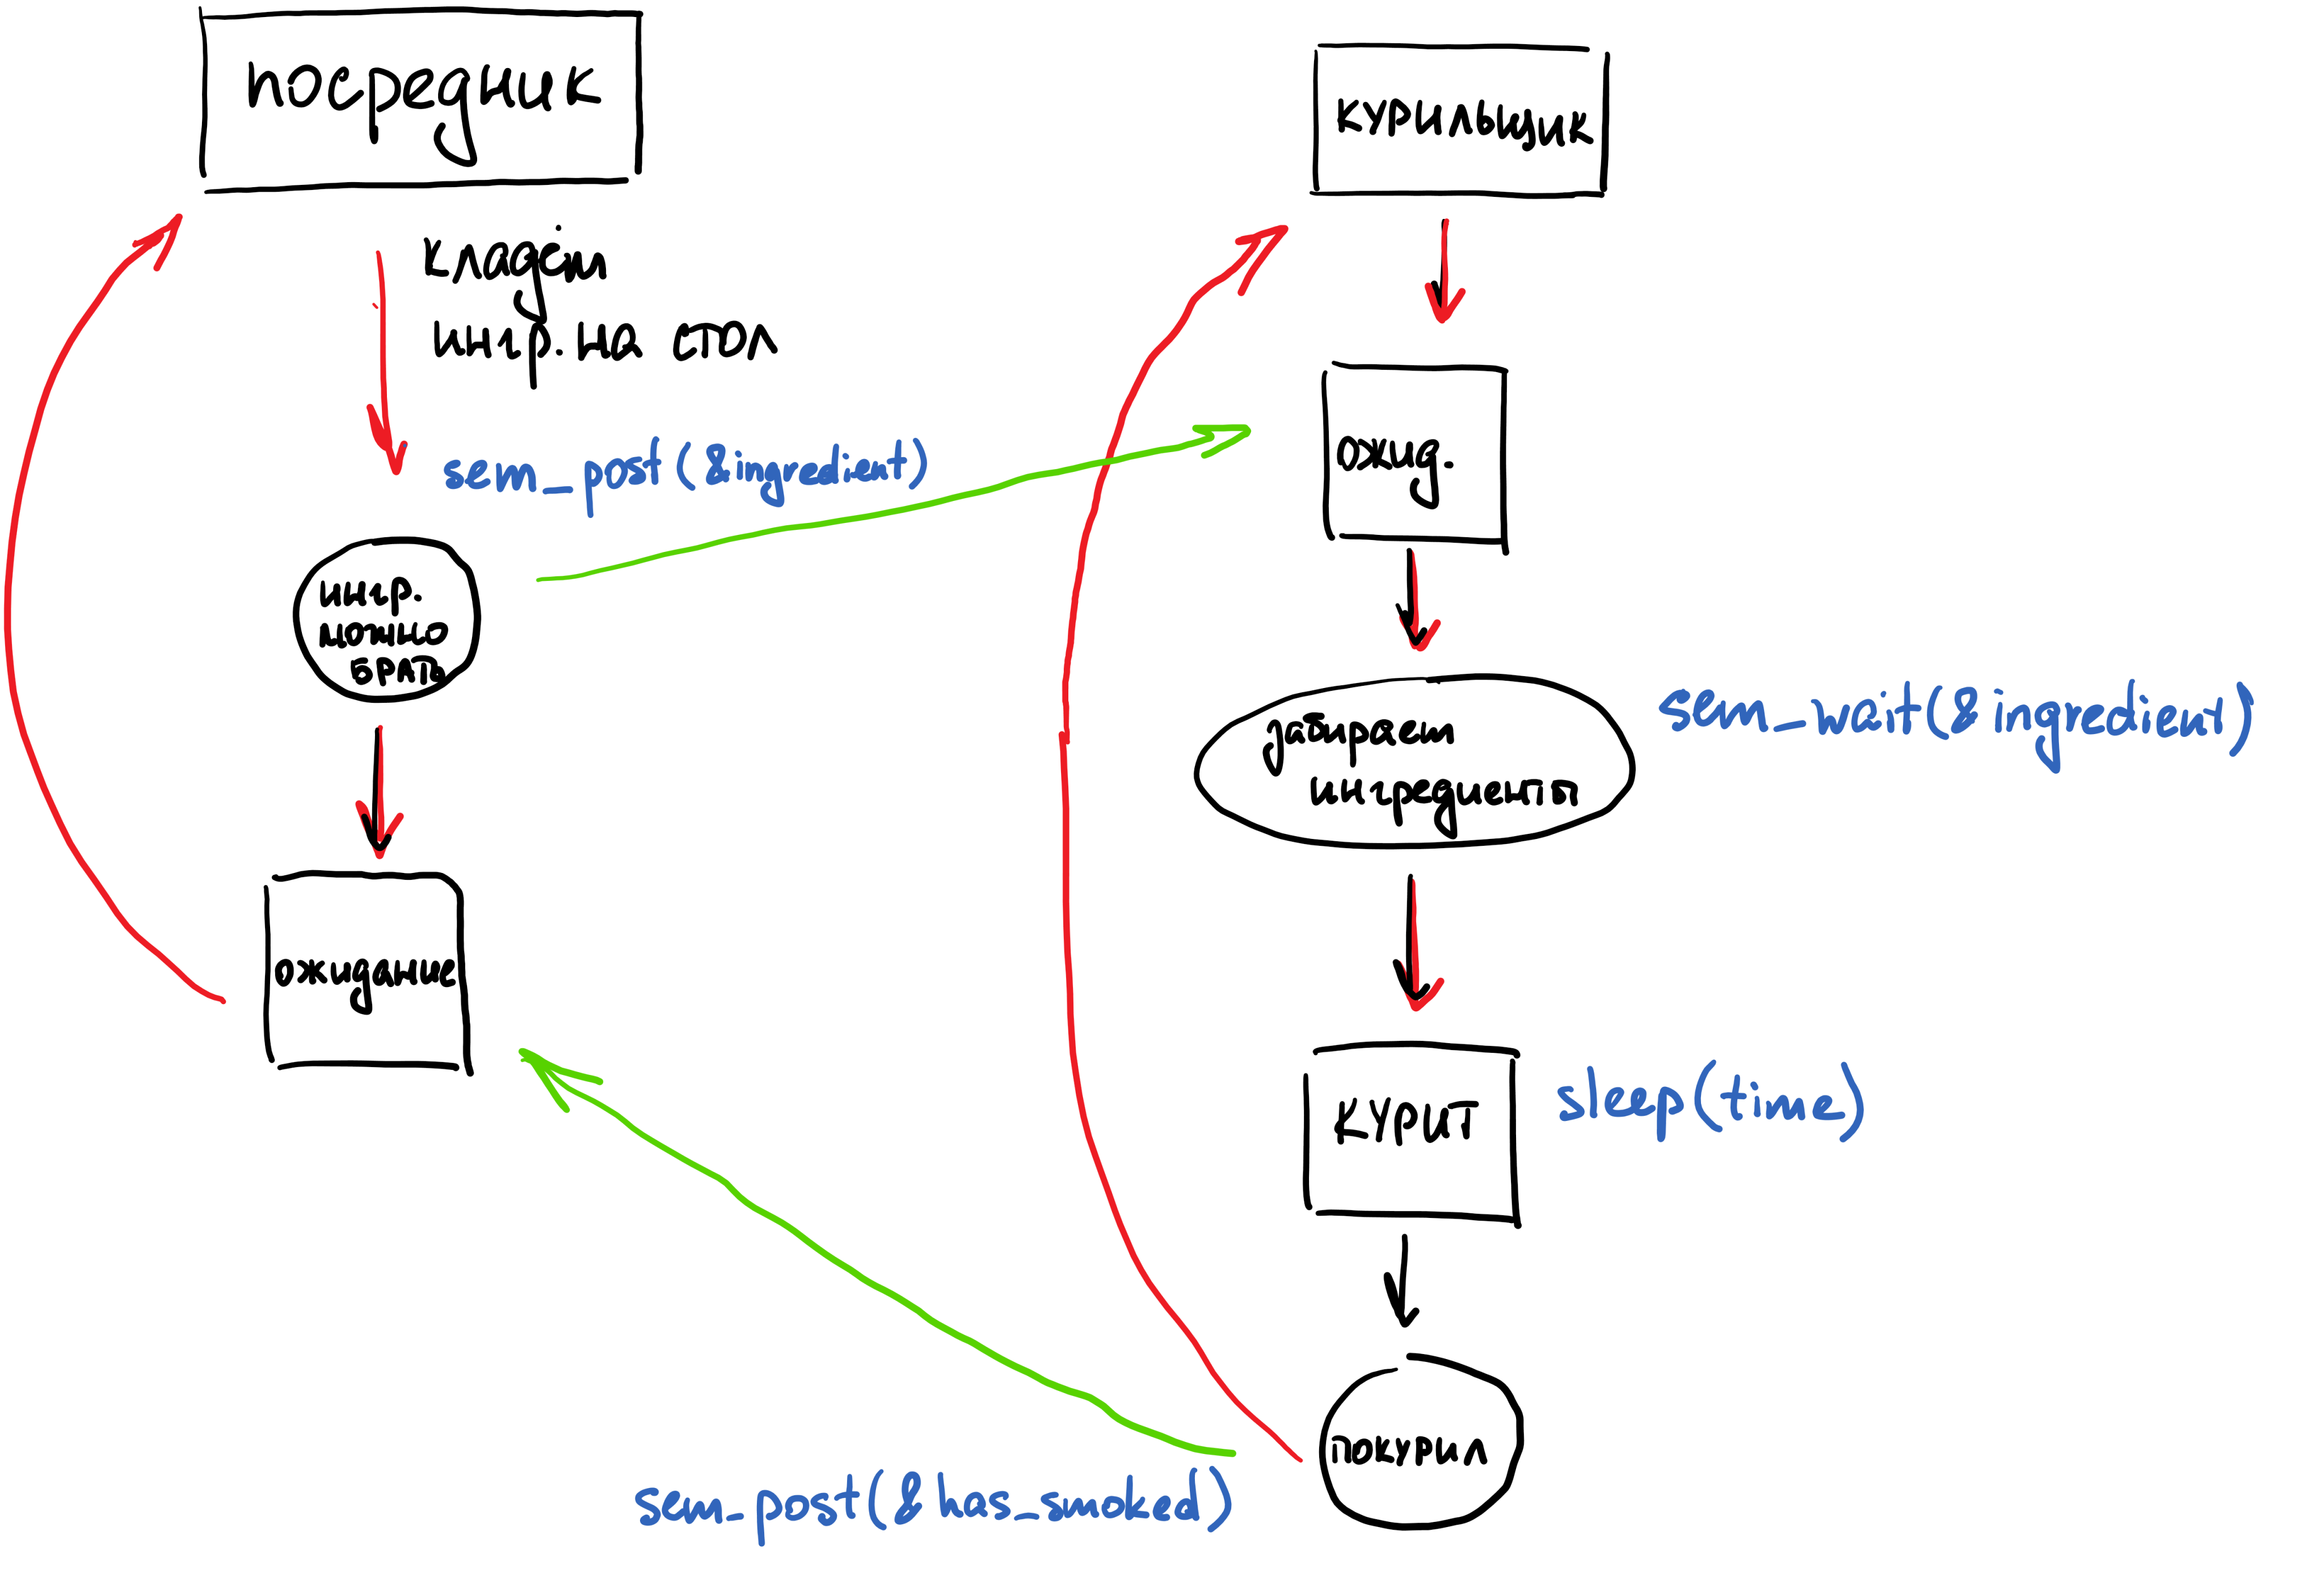 посредник
кладёт
ингр. на стол
sem_post(&ingredient)
ингр.
можно
БРАТЬ
ожидание
курильщик
ожид.
забирает
ингредиенты
sem_wait(&ingredient)
КУРИТ
sleep(time)
покурил
sem_post(&has_smoked)